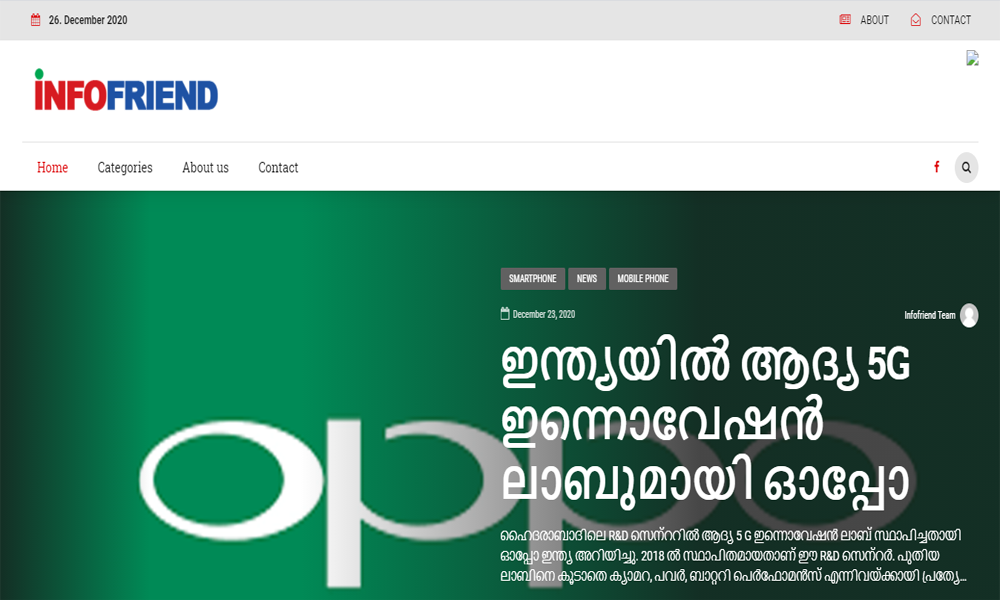 26. December 2020
ABOUT
CONTACT
INFOFRIEND
Home
Categories
About us
Contact
SMARTPHONE
NEWS
MOBILE PHONE
December 23, 2020
Infofriend Team
ഇന്ത്യയിൽ ആദ്യ 5G
ഇന്നൊവേഷൻ
ലാബുമായി ഓപ്പോ
oppo
ഹൈദരാബാദിലെ R&D സെന്ററിൽ ആദ്യ 5 G ഇന്നൊവേഷൻ ലാബ് സ്ഥാപിച്ചതായി
ഓപ്പോ ഇന്ത്യ അറിയിച്ചു. 2018 ൽ സ്ഥാപിതമായതാണ് ഈ R&D സെന്റർ. പുതിയ
ലാബിനെ കൂടാതെ ക്യാമറ, പവർ, ബാറ്ററി പെർഫോമൻസ് എന്നിവയ്ക്കായി പ്രത്യേ...